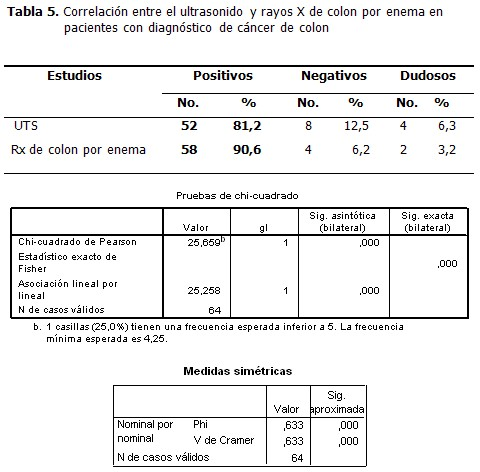 Tabla 5. Correlación entre el ultrasonido y rayos X de colon por enema en
pacientes con diagnóstico de cáncer de colon
Estudios Positivos Negativos Dudosos
No. % No. % No. %
UTS 52 81,2 8 12,5 4 6,3
Rx de colon por enema 58 90,6 4 6,2 2 3,2
Pruebas de chi-cuadrado
Valor gl Sig. asintótica (bilateral) Sig. exacta (bilateral)
Chi-cuadrado de Pearson 25,659b 1 ,000
Estadístico exacto de Fisher ,000
Asociación lineal por lineal 25,258 1 ,000
N de casos válidos 64
b. 1 casillas (25,0%) tienen una frecuencia esperada inferior a 5. La frecuencia
mínima esperada es 4,25.
Medidas simétricas
Valor Sig. aproximada
Nominal por nominal Phi ,633 ,000
V de Cramer ,633 ,000
N de casos válidos 64